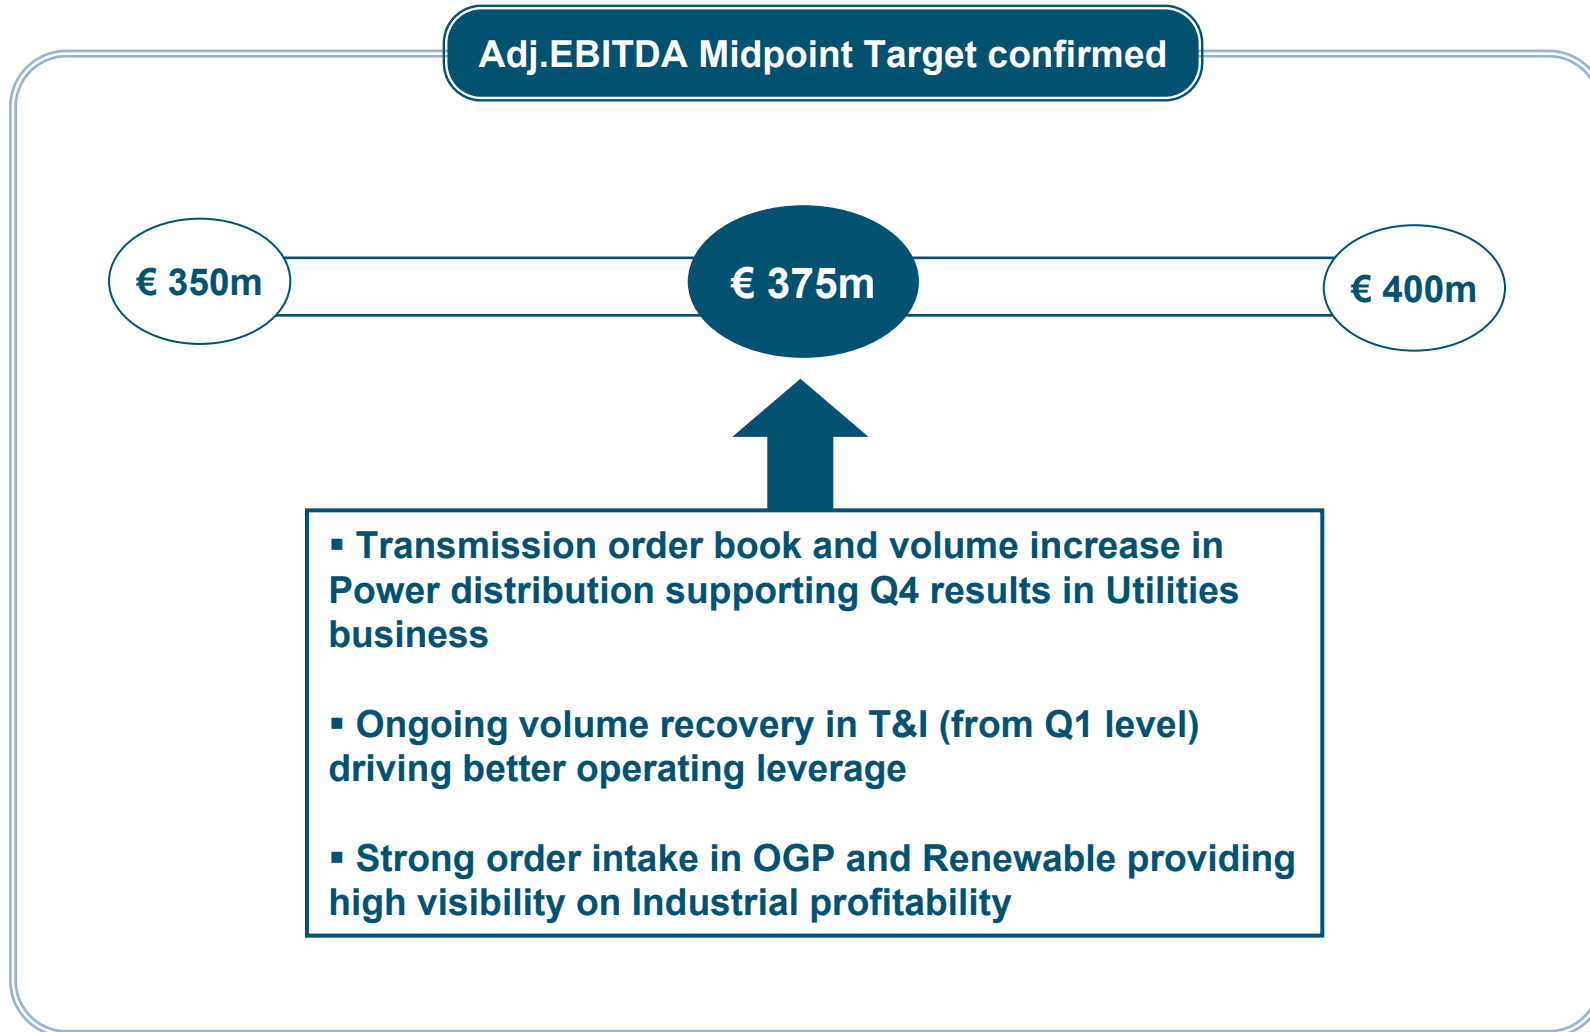 Adj.EBITDA Midpoint Target confirmed
€ 350m
€ 375m
€ 400m
▪ Transmission order book and volume increase in
Power distribution supporting Q4 results in Utilities
business
▪ Ongoing volume recovery in T&I (from Q1 level)
driving better operating leverage
▪ Strong order intake in OGP and Renewable providing
high visibility on Industrial profitability